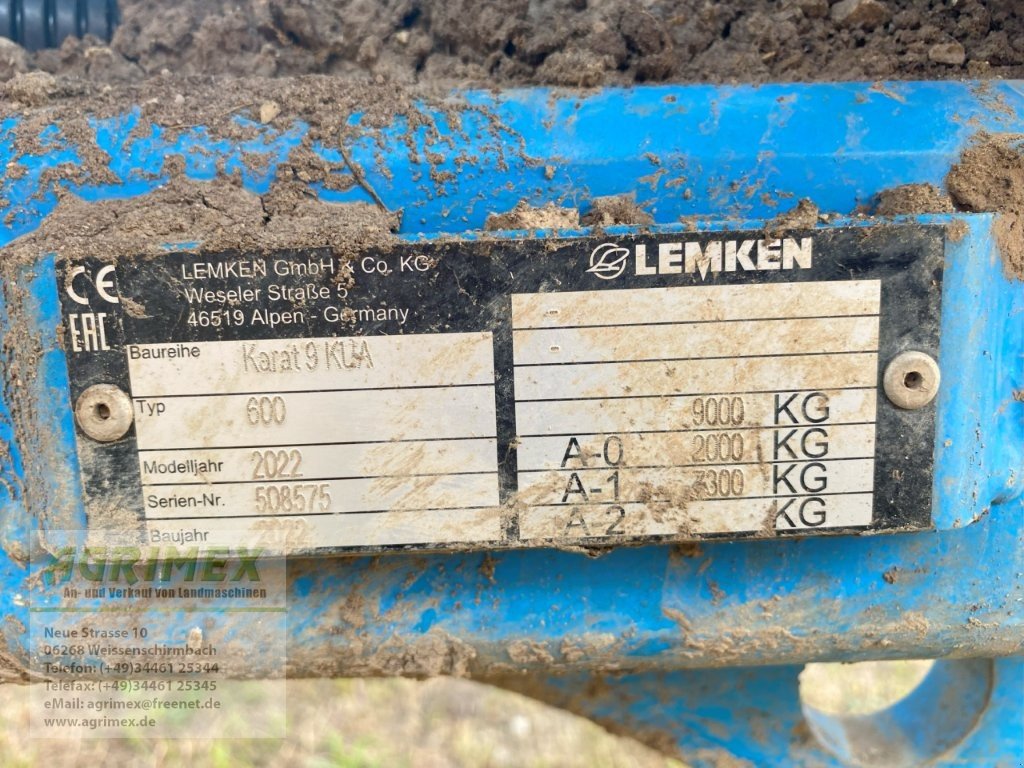 CE
EAC
LEMKEN GmbH & Co. KG
Weseler Straße 5
46519 Alpen - Germany
LEMKEN
Baureihe Karat 9 KUA
Typ 600
Modelljahr 2022
Serien-Nr. 508575
Baujahr 2022
9000 KG
A-0 2000 KG
A-1 7300 KG
A-2 KG
AGRIMEX
An- und Verkauf von Landmaschinen
Neue Strasse 10
06268 Weissenschirmbach
Telefon: (+49)34461 25344
Telefax: (+49)34461 25345
eMail: agrimex@freenet.de
www.agrimex.de